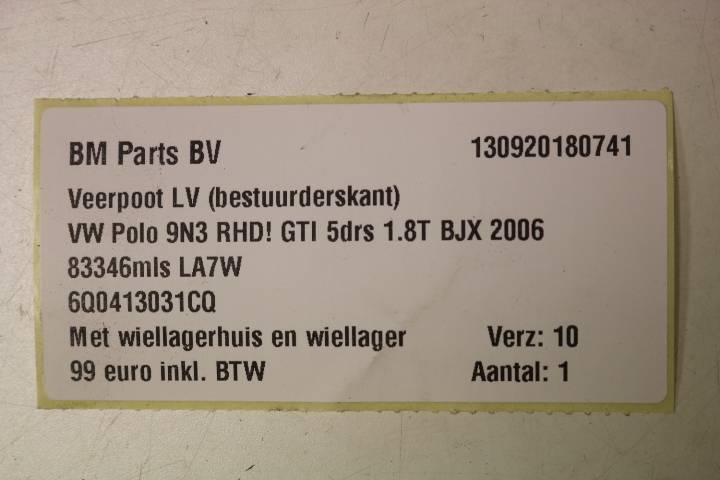 BM Parts BV 130920180741
Veerpoot LV (bestuurderskant)
VW Polo 9N3 RHD! GTI 5drs 1.8T BJX 2006
83346mls LA7W
6Q0413031CQ
Met wiellagerhuis en wiellager Verz: 10
99 euro inkl. BTW Aantal: 1